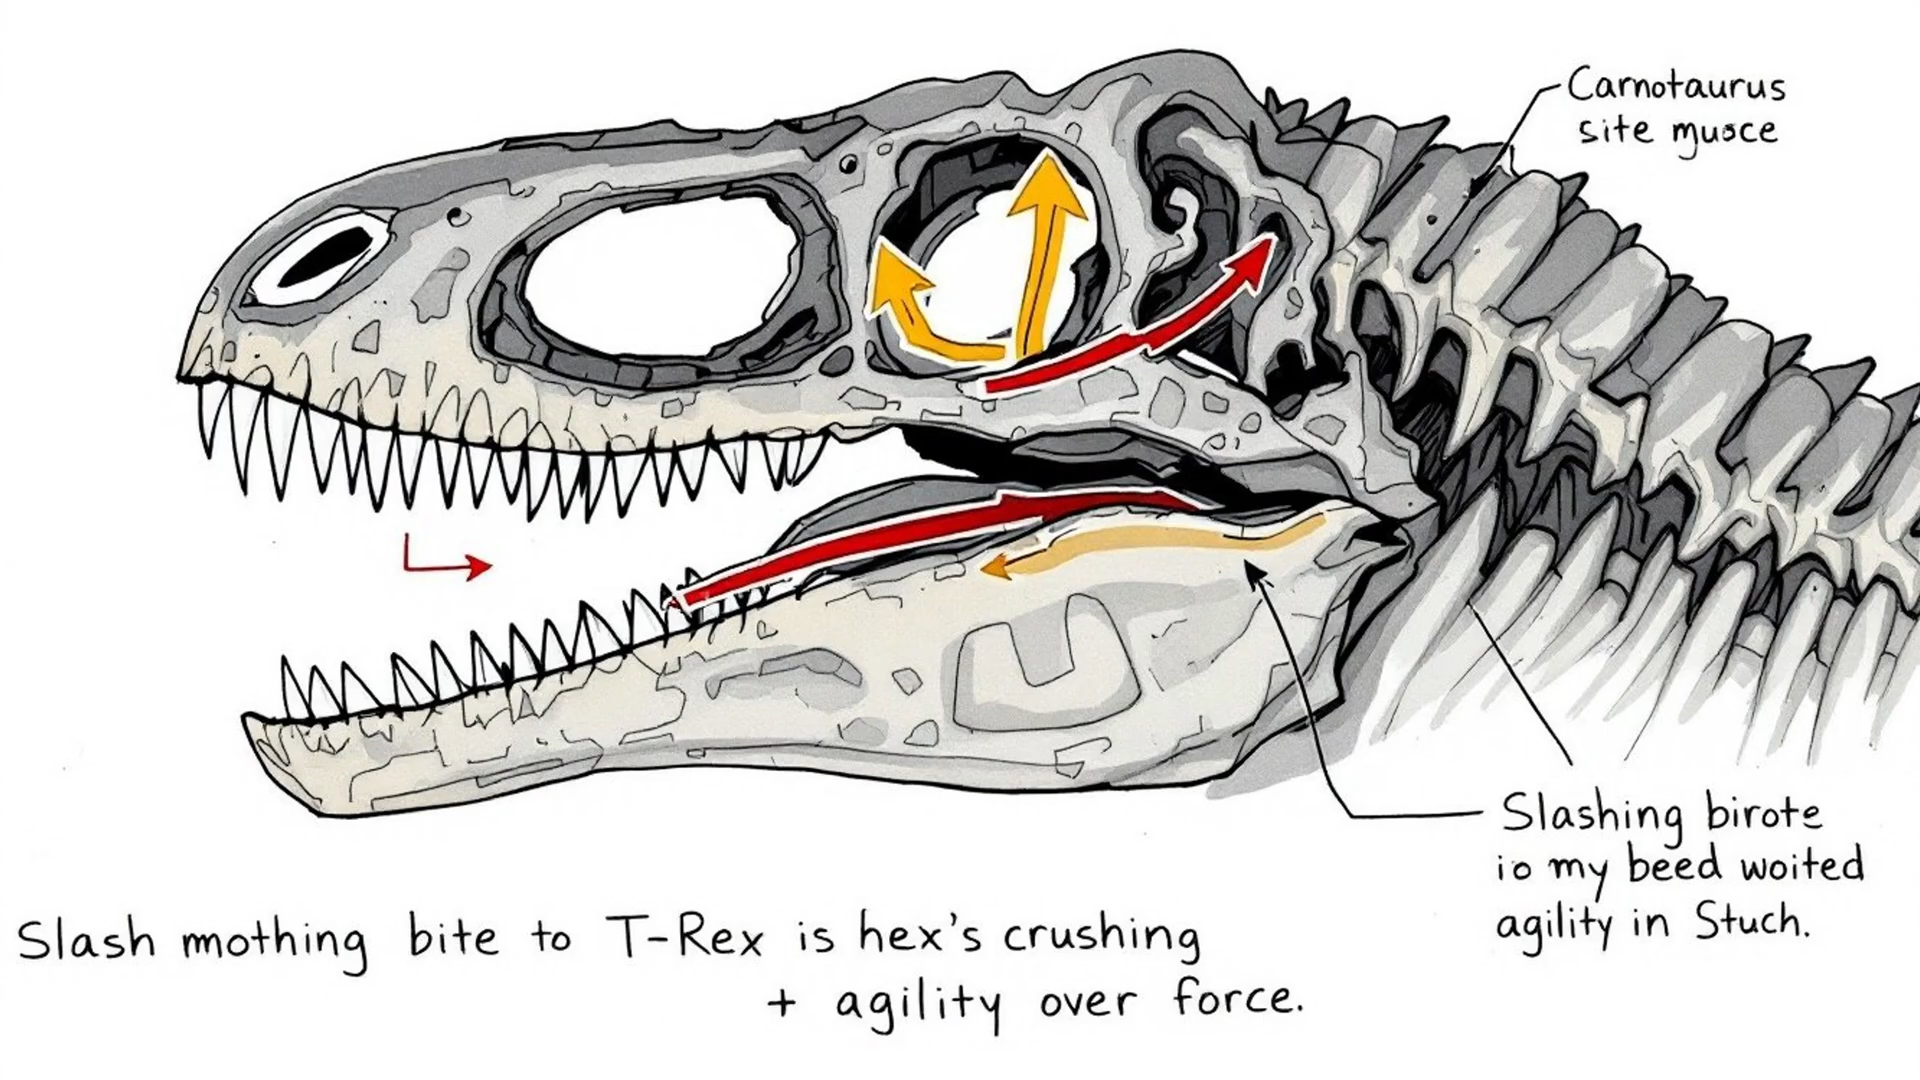 Carnotaurus
site musce
Slashing birote
io my beed woited
agility in Stuch.
Slash mothing bite to T-Rex is hex's crushing
+ agility over force.